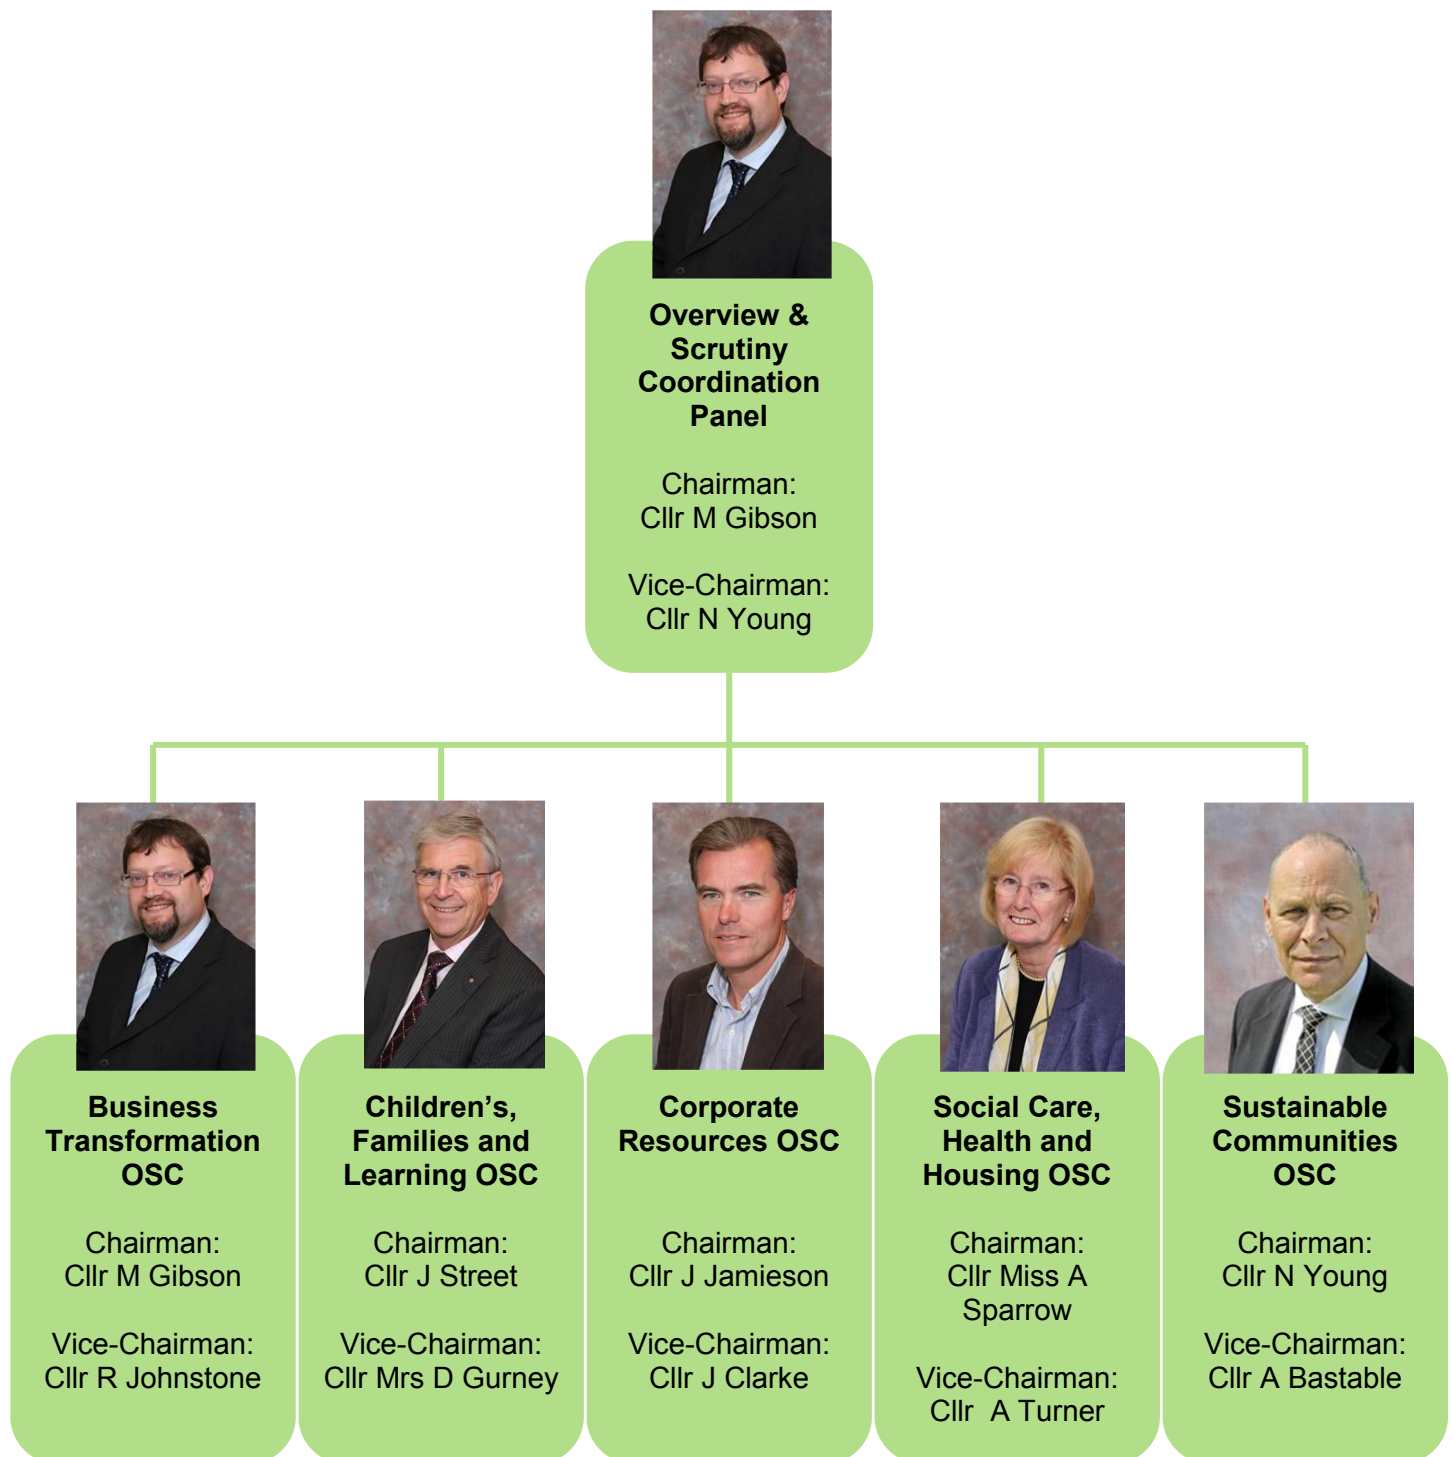 Overview &
Scrutiny
Coordination
Panel
Chairman:
Cllr M Gibson
Vice-Chairman:
Cllr N Young
Business
Transformation
OSC
Chairman:
Cllr M Gibson
Vice-Chairman:
Cllr R Johnstone
Children’s,
Families and
Learning OSC
Chairman:
Cllr J Street
Vice-Chairman:
Cllr Mrs D Gurney
Corporate
Resources OSC
Chairman:
Cllr J Jamieson
Vice-Chairman:
Cllr J Clarke
Social Care,
Health and
Housing OSC
Chairman:
Cllr Miss A
Sparrow
Vice-Chairman:
Cllr A Turner
Sustainable
Communities
OSC
Chairman:
Cllr N Young
Vice-Chairman:
Cllr A Bastable